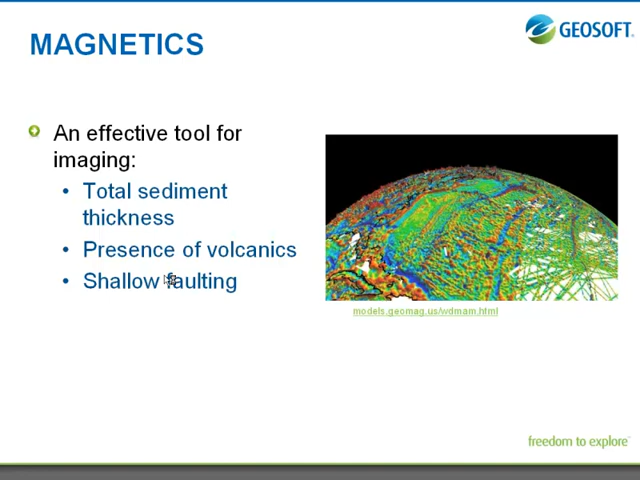 MAGNETICS
GEOSOFT
An effective tool for
imaging:
• Total sediment
thickness
• Presence of volcanics
• Shallow faulting
models.geomag.us/wdmam.html
freedom to explore™